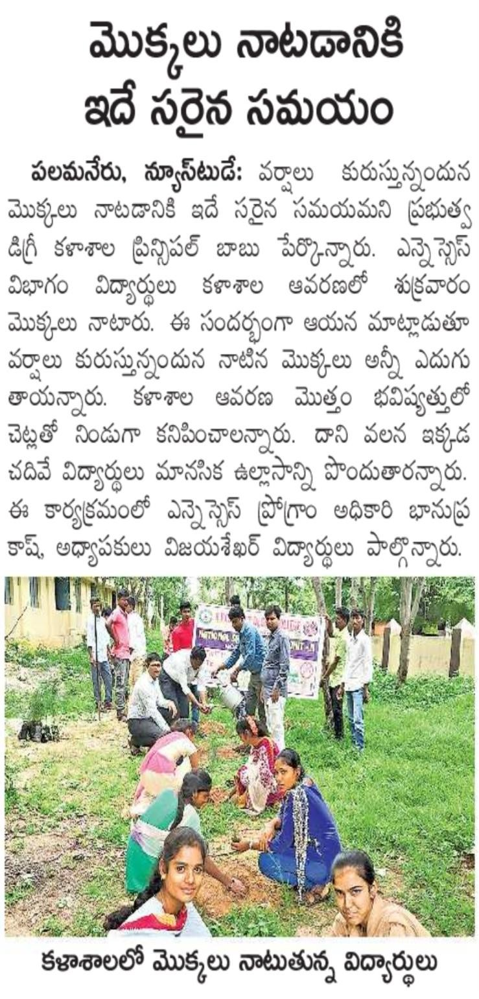 మొక్కలు నాటడానికి
ఇదే సరైన సమయం
పలమనేరు, న్యూస్‌టుడే: వర్షాలు కురుస్తున్నందున
మొక్కలు నాటడానికి ఇదే సరైన సమయమని ప్రభుత్వ
డిగ్రీ కళాశాల ప్రిన్సిపల్ బాబు పేర్కొన్నారు. ఎన్నెస్సెస్
విభాగం విద్యార్థులు కళాశాల ఆవరణలో శుక్రవారం
మొక్కలు నాటారు. ఈ సందర్భంగా ఆయన మాట్లాడుతూ
వర్షాలు కురుస్తున్నందున నాటిన మొక్కలు అన్నీ ఎదుగు
తాయన్నారు. కళాశాల ఆవరణ మొత్తం భవిష్యత్తులో
చెట్లతో నిండుగా కనిపించాలన్నారు. దాని వలన ఇక్కడ
చదివే విద్యార్థులు మానసిక ఉల్లాసాన్ని పొందుతారన్నారు.
ఈ కార్యక్రమంలో ఎన్నెస్సెస్ ప్రోగ్రాం అధికారి భానుప్ర
కాష్, అధ్యాపకులు విజయశేఖర్ విద్యార్థులు పాల్గొన్నారు.
COLLEGE
NATIONAL
కళాశాలలో మొక్కలు నాటుతున్న విద్యార్థులు